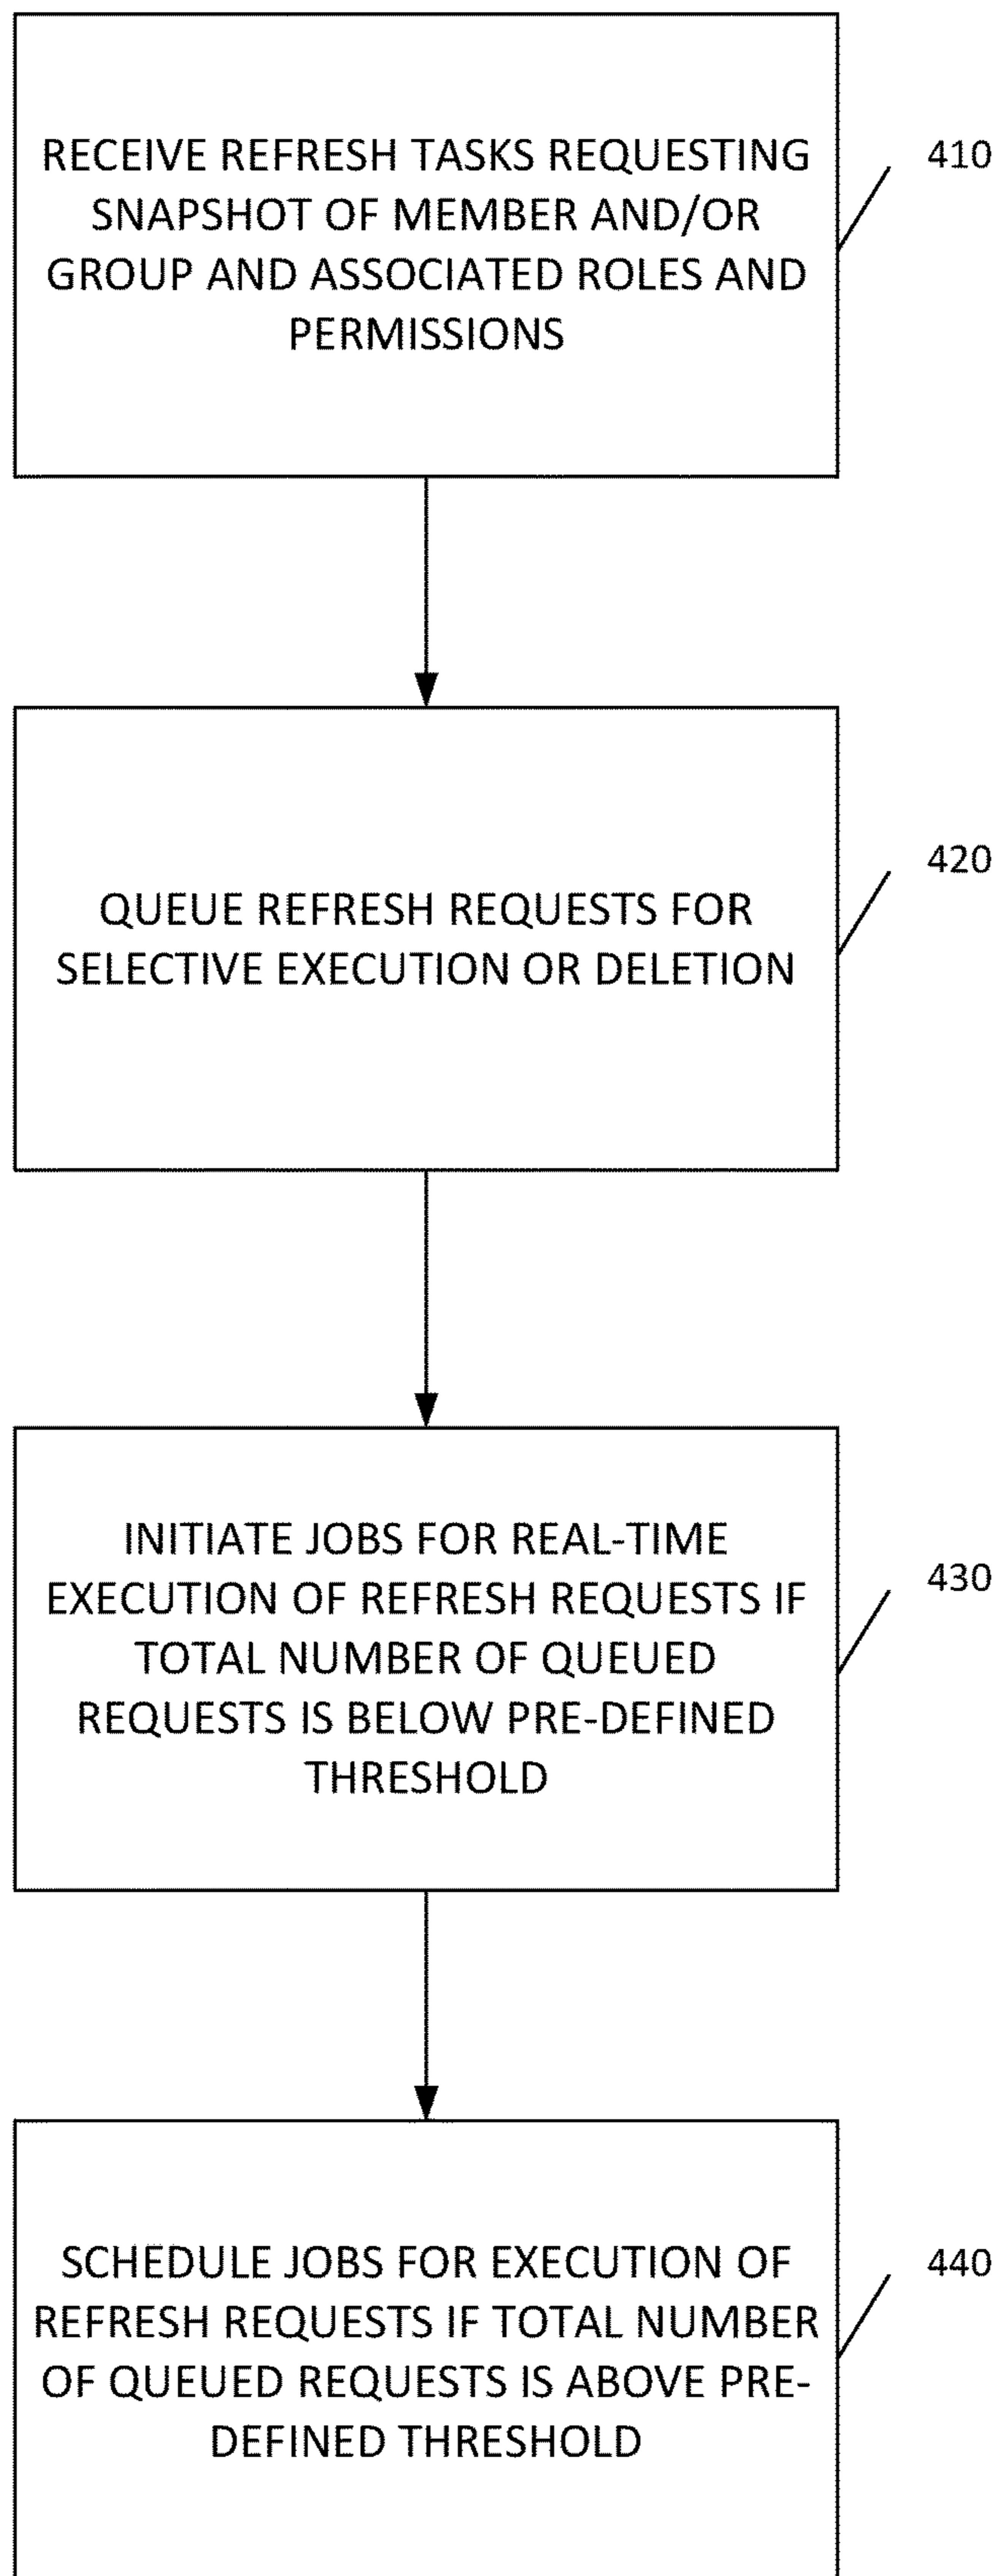 RECEIVE REFRESH TASKS REQUESTING
SNAPSHOT OF MEMBER AND/OR
GROUP AND ASSOCIATED ROLES AND
PERMISSIONS
410
QUEUE REFRESH REQUESTS FOR
SELECTIVE EXECUTION OR DELETION
420
INITIATE JOBS FOR REAL-TIME
EXECUTION OF REFRESH REQUESTS IF
TOTAL NUMBER OF QUEUED
REQUESTS IS BELOW PRE-DEFINED
THRESHOLD
430
SCHEDULE JOBS FOR EXECUTION OF
REFRESH REQUESTS IF TOTAL NUMBER
OF QUEUED REQUESTS IS ABOVE PRE-
DEFINED THRESHOLD
440